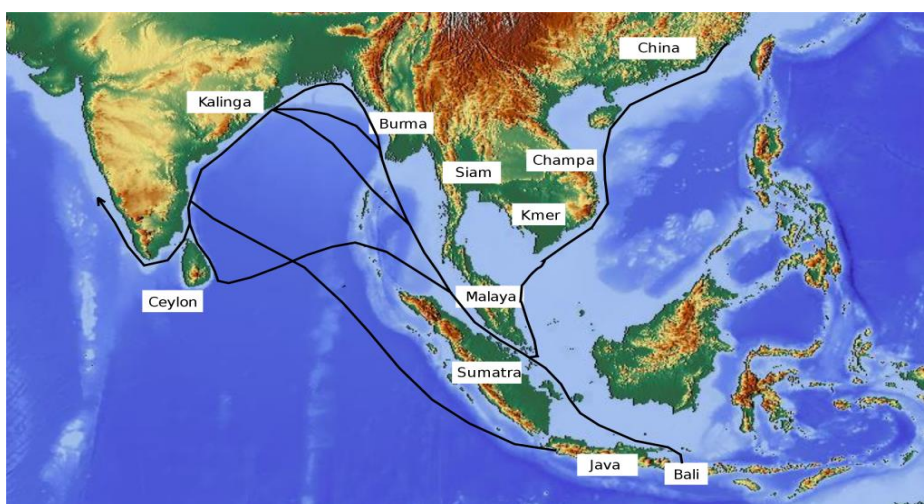 China
Kalinga
Burma
Champa
Siam
Kmer
Ceylon
Malaya
Sumatra
Java
Bali